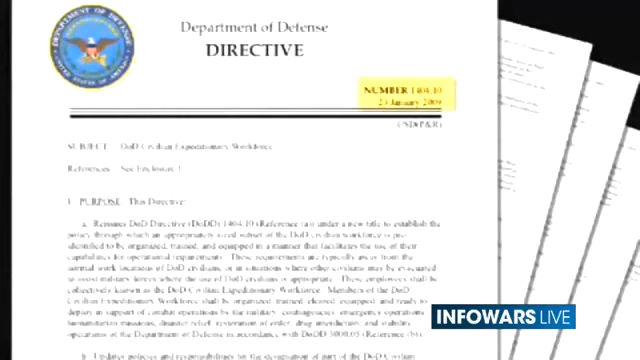 DEPARTMENT OF DEFENSE
UNITED STATES OF AMERICA
Department of Defense
DIRECTIVE
NUMBER 1404.10
23 January 2009
USD(P&R)
SUBJECT: DoD Civilian Expeditionary Workforce
References: See Enclosure 1
1. PURPOSE. This Directive:
a. Reissues DoD Directive (DoDD) 1404.10 (Reference (a)) under a new title to establish the
policy through which an appropriately sized subset of the DoD civilian workforce is pre-
identified to be organized, trained, and equipped in a manner that facilitates the use of their
capabilities for operational requirements. These requirements are typically away from the
normal work locations of DoD civilians, or in situations where other civilians may be evacuated
to assist military forces where the use of DoD civilians is appropriate. These employees shall be
collectively known as the DoD Civilian Expeditionary Workforce. Members of the DoD
Civilian Expeditionary Workforce shall be organized, trained, cleared, equipped, and ready to
deploy in support of combat operations by the military; contingencies; emergency operations;
humanitarian missions; disaster relief; restoration of order; drug interdiction; and stability
operations of the Department of Defense in accordance with DoDD 3000.05 (Reference (b)).
b. Updates policies and responsibilities for the designation of part of the DoD Civilian
INFOWARS LIVE